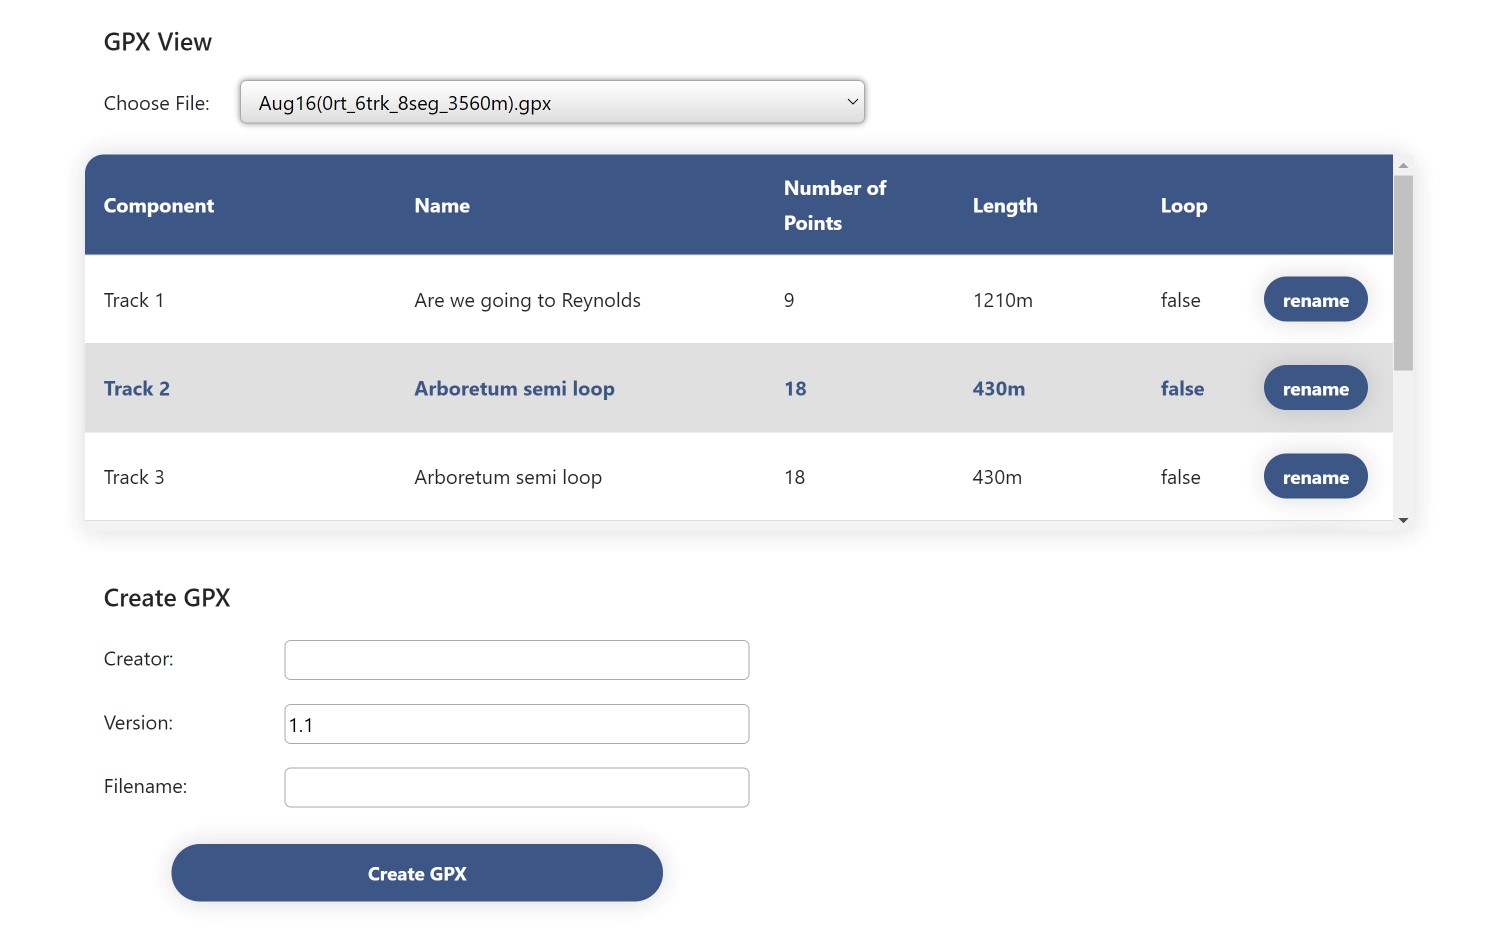 GPX View
Choose File: Aug16(0rt_6trk_8seg_3560m).gpx
Component Name Number of Points Length Loop
Track 1 Are we going to Reynolds 9 1210m false rename
Track 2 Arboretum semi loop 18 430m false rename
Track 3 Arboretum semi loop 18 430m false rename
Create GPX
Creator:
Version: 1.1
Filename:
Create GPX